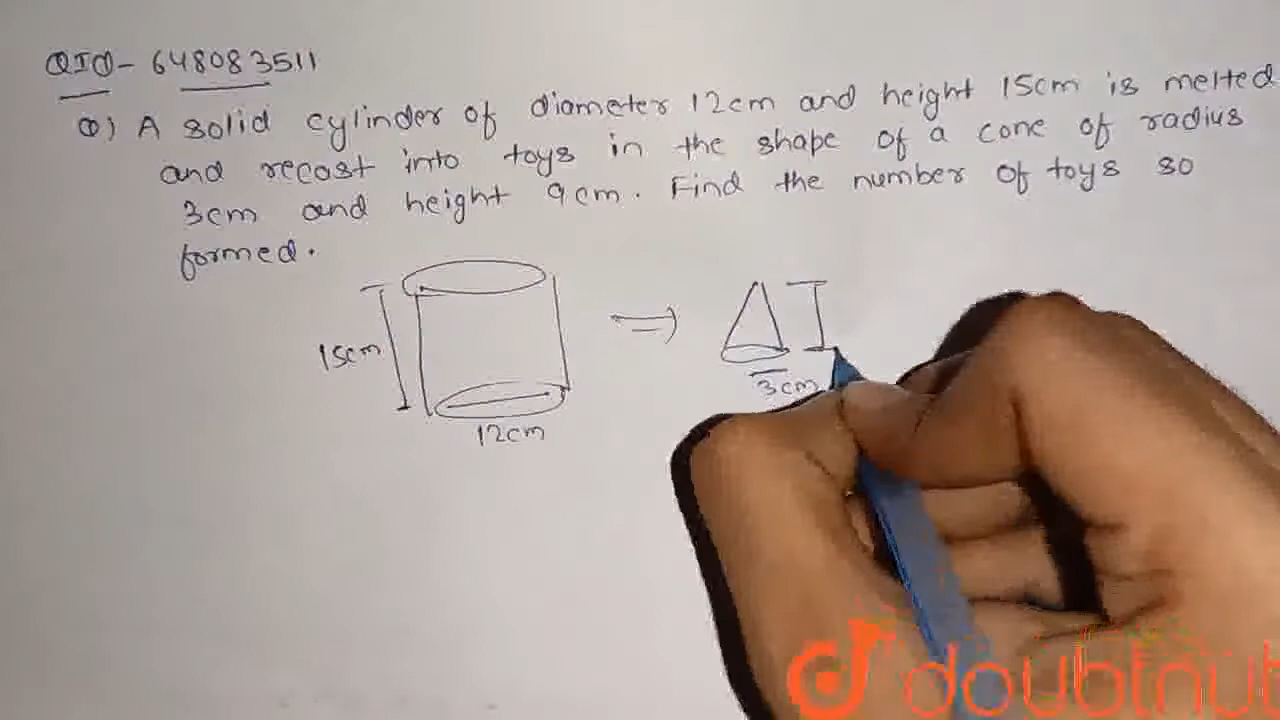 QID- 648083511
Q) A solid cylinder of diameter 12cm and height 15cm is melted
and recast into toys in the shape of a cone of radius
3cm and height 9cm. Find the number of toys so
formed.
15cm
12cm
3cm
doubtnut